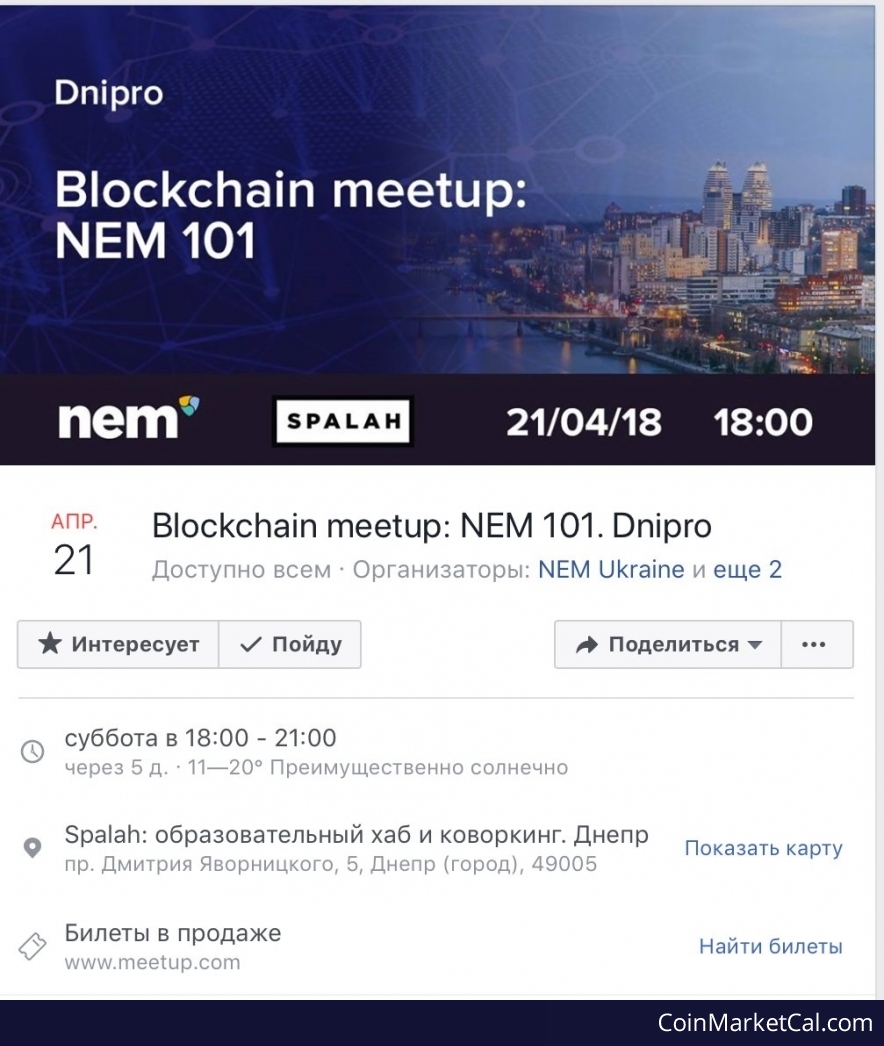 Dnipro
Blockchain meetup:
NEM 101
nem
SPALAH
21/04/18
18:00
АПР.
21
Blockchain meetup: NEM 101. Dnipro
Доступно всем · Организаторы: NEM Ukraine и еще 2
Интересует
Пойду
Поделиться
суббота в 18:00 - 21:00
через 5 д. · 11—20° Преимущественно солнечно
Spalah: образовательный хаб и коворкинг. Днепр
пр. Дмитрия Яворницкого, 5, Днепр (город), 49005
Показать карту
Билеты в продаже
www.meetup.com
Найти билеты
CoinMarketCal.com